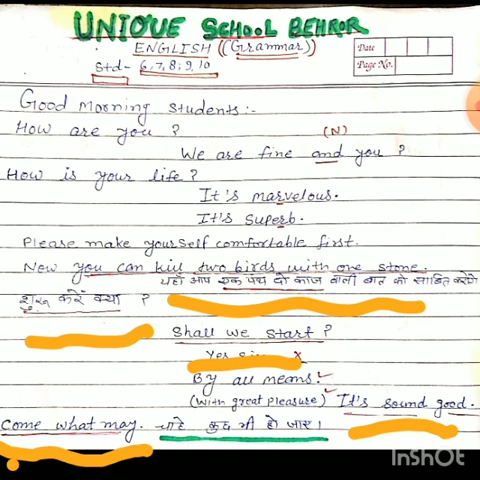 UNIQUE SCHOOL BEHROR
ENGLISH (Grammar)
Date
Std- 6, 7, 8, 9, 10
Page No.
Good Morning Students:-
How are you?
(N)
We are fine and you?
How is your life?
It's marvelous.
It's Superb.
Please make yourself comfortable first.
Now you can kill two birds with one stone.
यहाँ आप एक पंथ दो काज वाली बात को साबित करेंगे
शुरू करें क्या ?
Shall we Start?
Yes x
By all means! ✓
(With great pleasure) ✓ It's Sound good.
Come what may. चाहे कुछ भी हो जाए।
InShOt